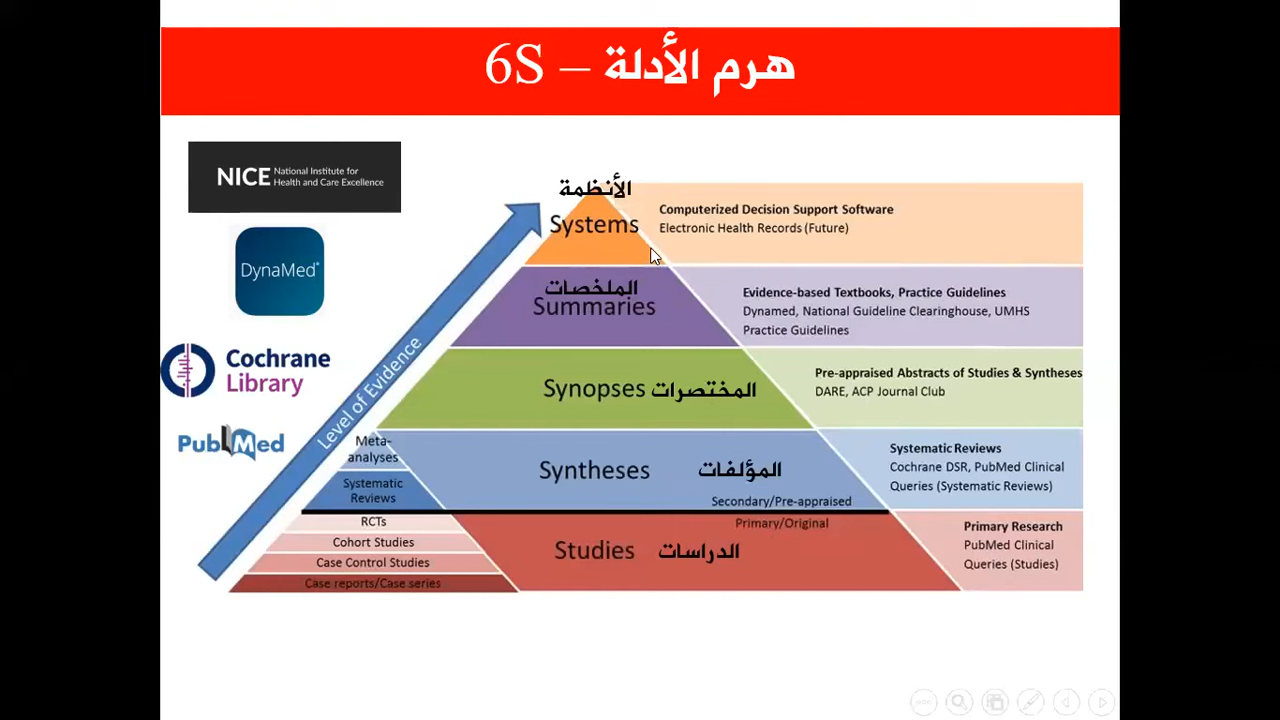 هرم الأدلة – 6S
NICE National Institute for
Health and Care Excellence
DynaMed
Cochrane
Library
PubMed
Level of Evidence
الأنظمة
Systems
Computerized Decision Support Software
Electronic Health Records (Future)
الملخصات
Summaries
Evidence-based Textbooks, Practice Guidelines
Dynamed, National Guideline Clearinghouse, UMHS
Practice Guidelines
Synopses المختصرات
Pre-appraised Abstracts of Studies & Syntheses
DARE, ACP Journal Club
Meta-
analyses
Systematic
Reviews
Syntheses المؤلفات
Secondary/Pre-appraised
Systematic Reviews
Cochrane DSR, PubMed Clinical
Queries (Systematic Reviews)
Primary/Original
RCTs
Cohort Studies
Case Control Studies
Case reports/Case series
Studies الدراسات
Primary Research
PubMed Clinical
Queries (Studies)